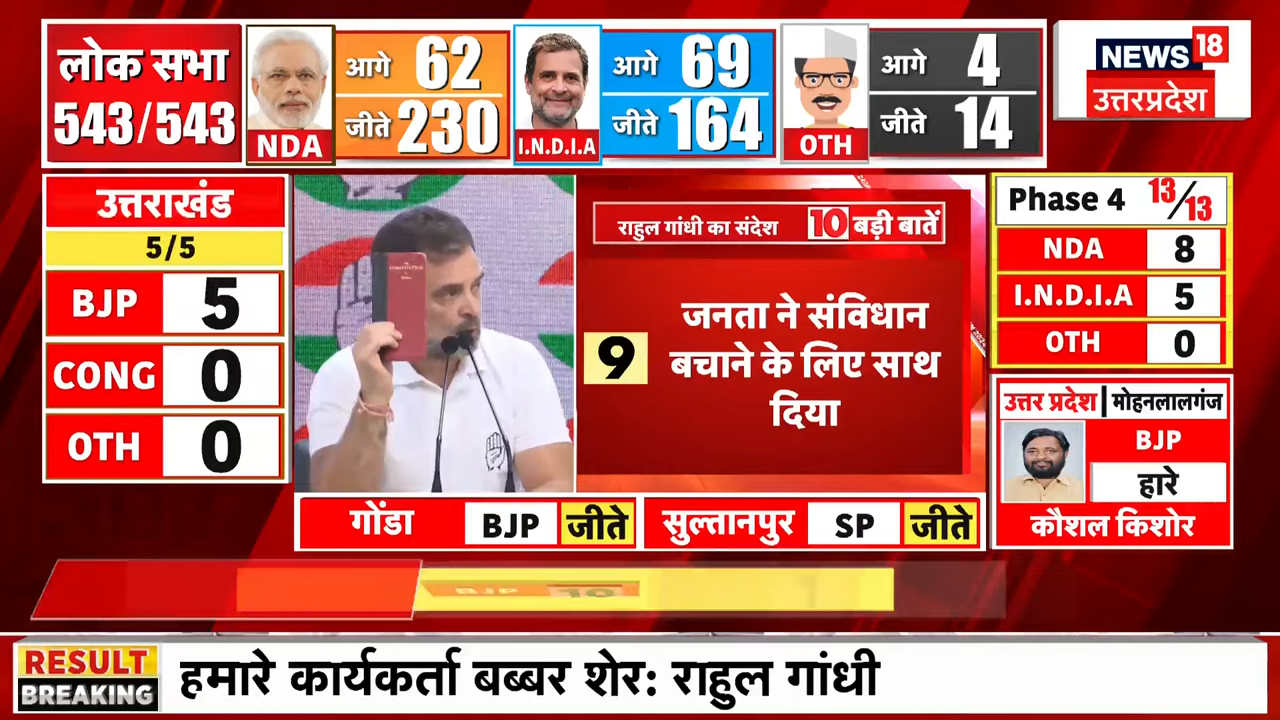 लोक सभा
543/543
NDA
आगे 62
जीते 230
I.N.D.I.A
आगे 69
जीते 164
OTH
आगे 4
जीते 14
NEWS 18
उत्तरप्रदेश
उत्तराखंड
5/5
BJP 5
CONG 0
OTH 0
राहुल गांधी का संदेश 10 बड़ी बातें
9
जनता ने संविधान
बचाने के लिए साथ
दिया
Phase 4 13/13
NDA 8
I.N.D.I.A 5
OTH 0
उत्तर प्रदेश | मोहनलालगंज
BJP
हारे
कौशल किशोर
गोंडा BJP जीते
सुल्तानपुर SP जीते
BJP 10
RESULT
BREAKING
हमारे कार्यकर्ता बब्बर शेर: राहुल गांधी